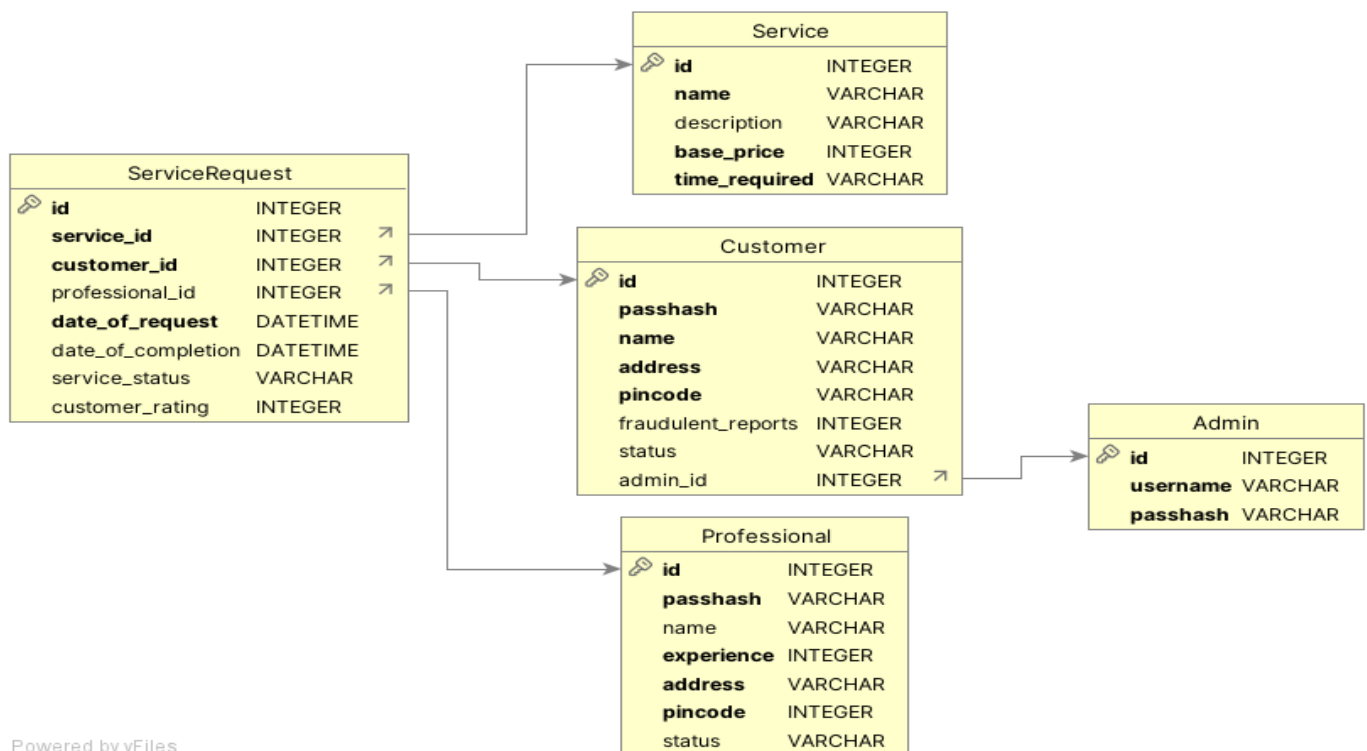 Service
id INTEGER
name VARCHAR
description VARCHAR
base_price INTEGER
time_required VARCHAR
ServiceRequest
id INTEGER
service_id INTEGER
customer_id INTEGER
professional_id INTEGER
date_of_request DATETIME
date_of_completion DATETIME
service_status VARCHAR
customer_rating INTEGER
Customer
id INTEGER
passhash VARCHAR
name VARCHAR
address VARCHAR
pincode VARCHAR
fraudulent_reports INTEGER
status VARCHAR
admin_id INTEGER
Admin
id INTEGER
username VARCHAR
passhash VARCHAR
Professional
id INTEGER
passhash VARCHAR
name VARCHAR
experience INTEGER
address VARCHAR
pincode INTEGER
status VARCHAR
Powered by yFiles